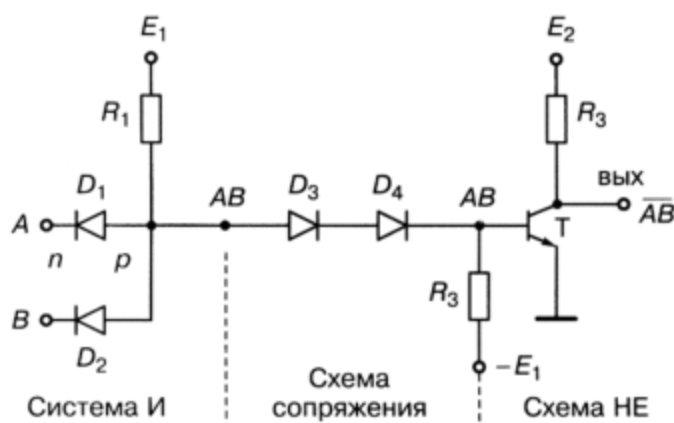 E₁ E₂
R₁ R₃
D₁ AB D₃ D₄ AB вых
A n p T A̅B̅
B D₂ R₃
−E₁
Система И Схема сопряжения Схема НЕ